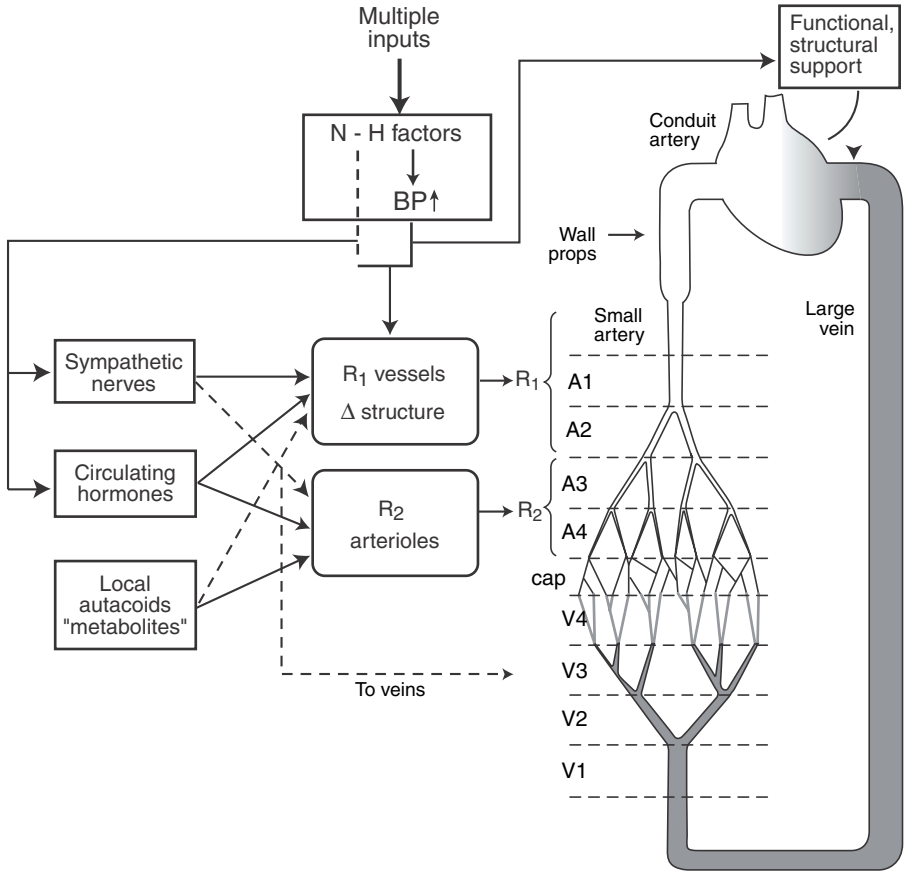 Multiple
inputs
N - H factors
BP↑
Functional,
structural
support
Conduit
artery
Wall
props
Large
vein
Small
artery
Sympathetic
nerves
Circulating
hormones
Local
autacoids
"metabolites"
R₁ vessels
Δ structure
R₂
arterioles
R₁
R₂
A1
A2
A3
A4
cap
V4
V3
V2
V1
To veins